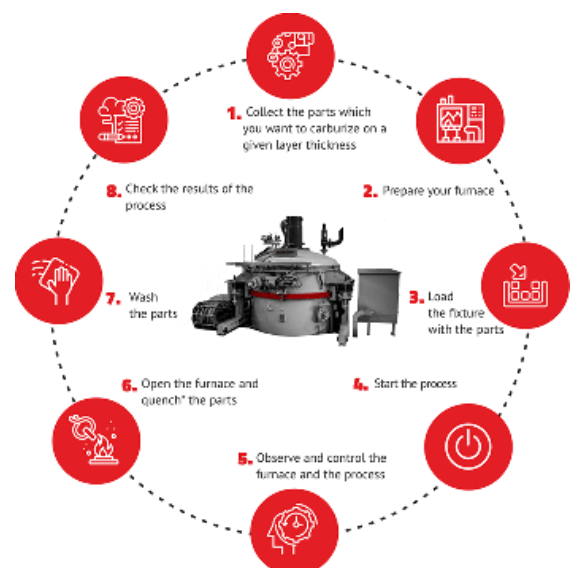 1. Collect the parts which
you want to carburize on a
given layer thickness
2. Prepare your furnace
3. Load
the fixture
with the parts
4. Start the process
5. Observe and control the
furnace and the process
6. Open the furnace and
quench* the parts
7. Wash
the parts
8. Check the results of the
process